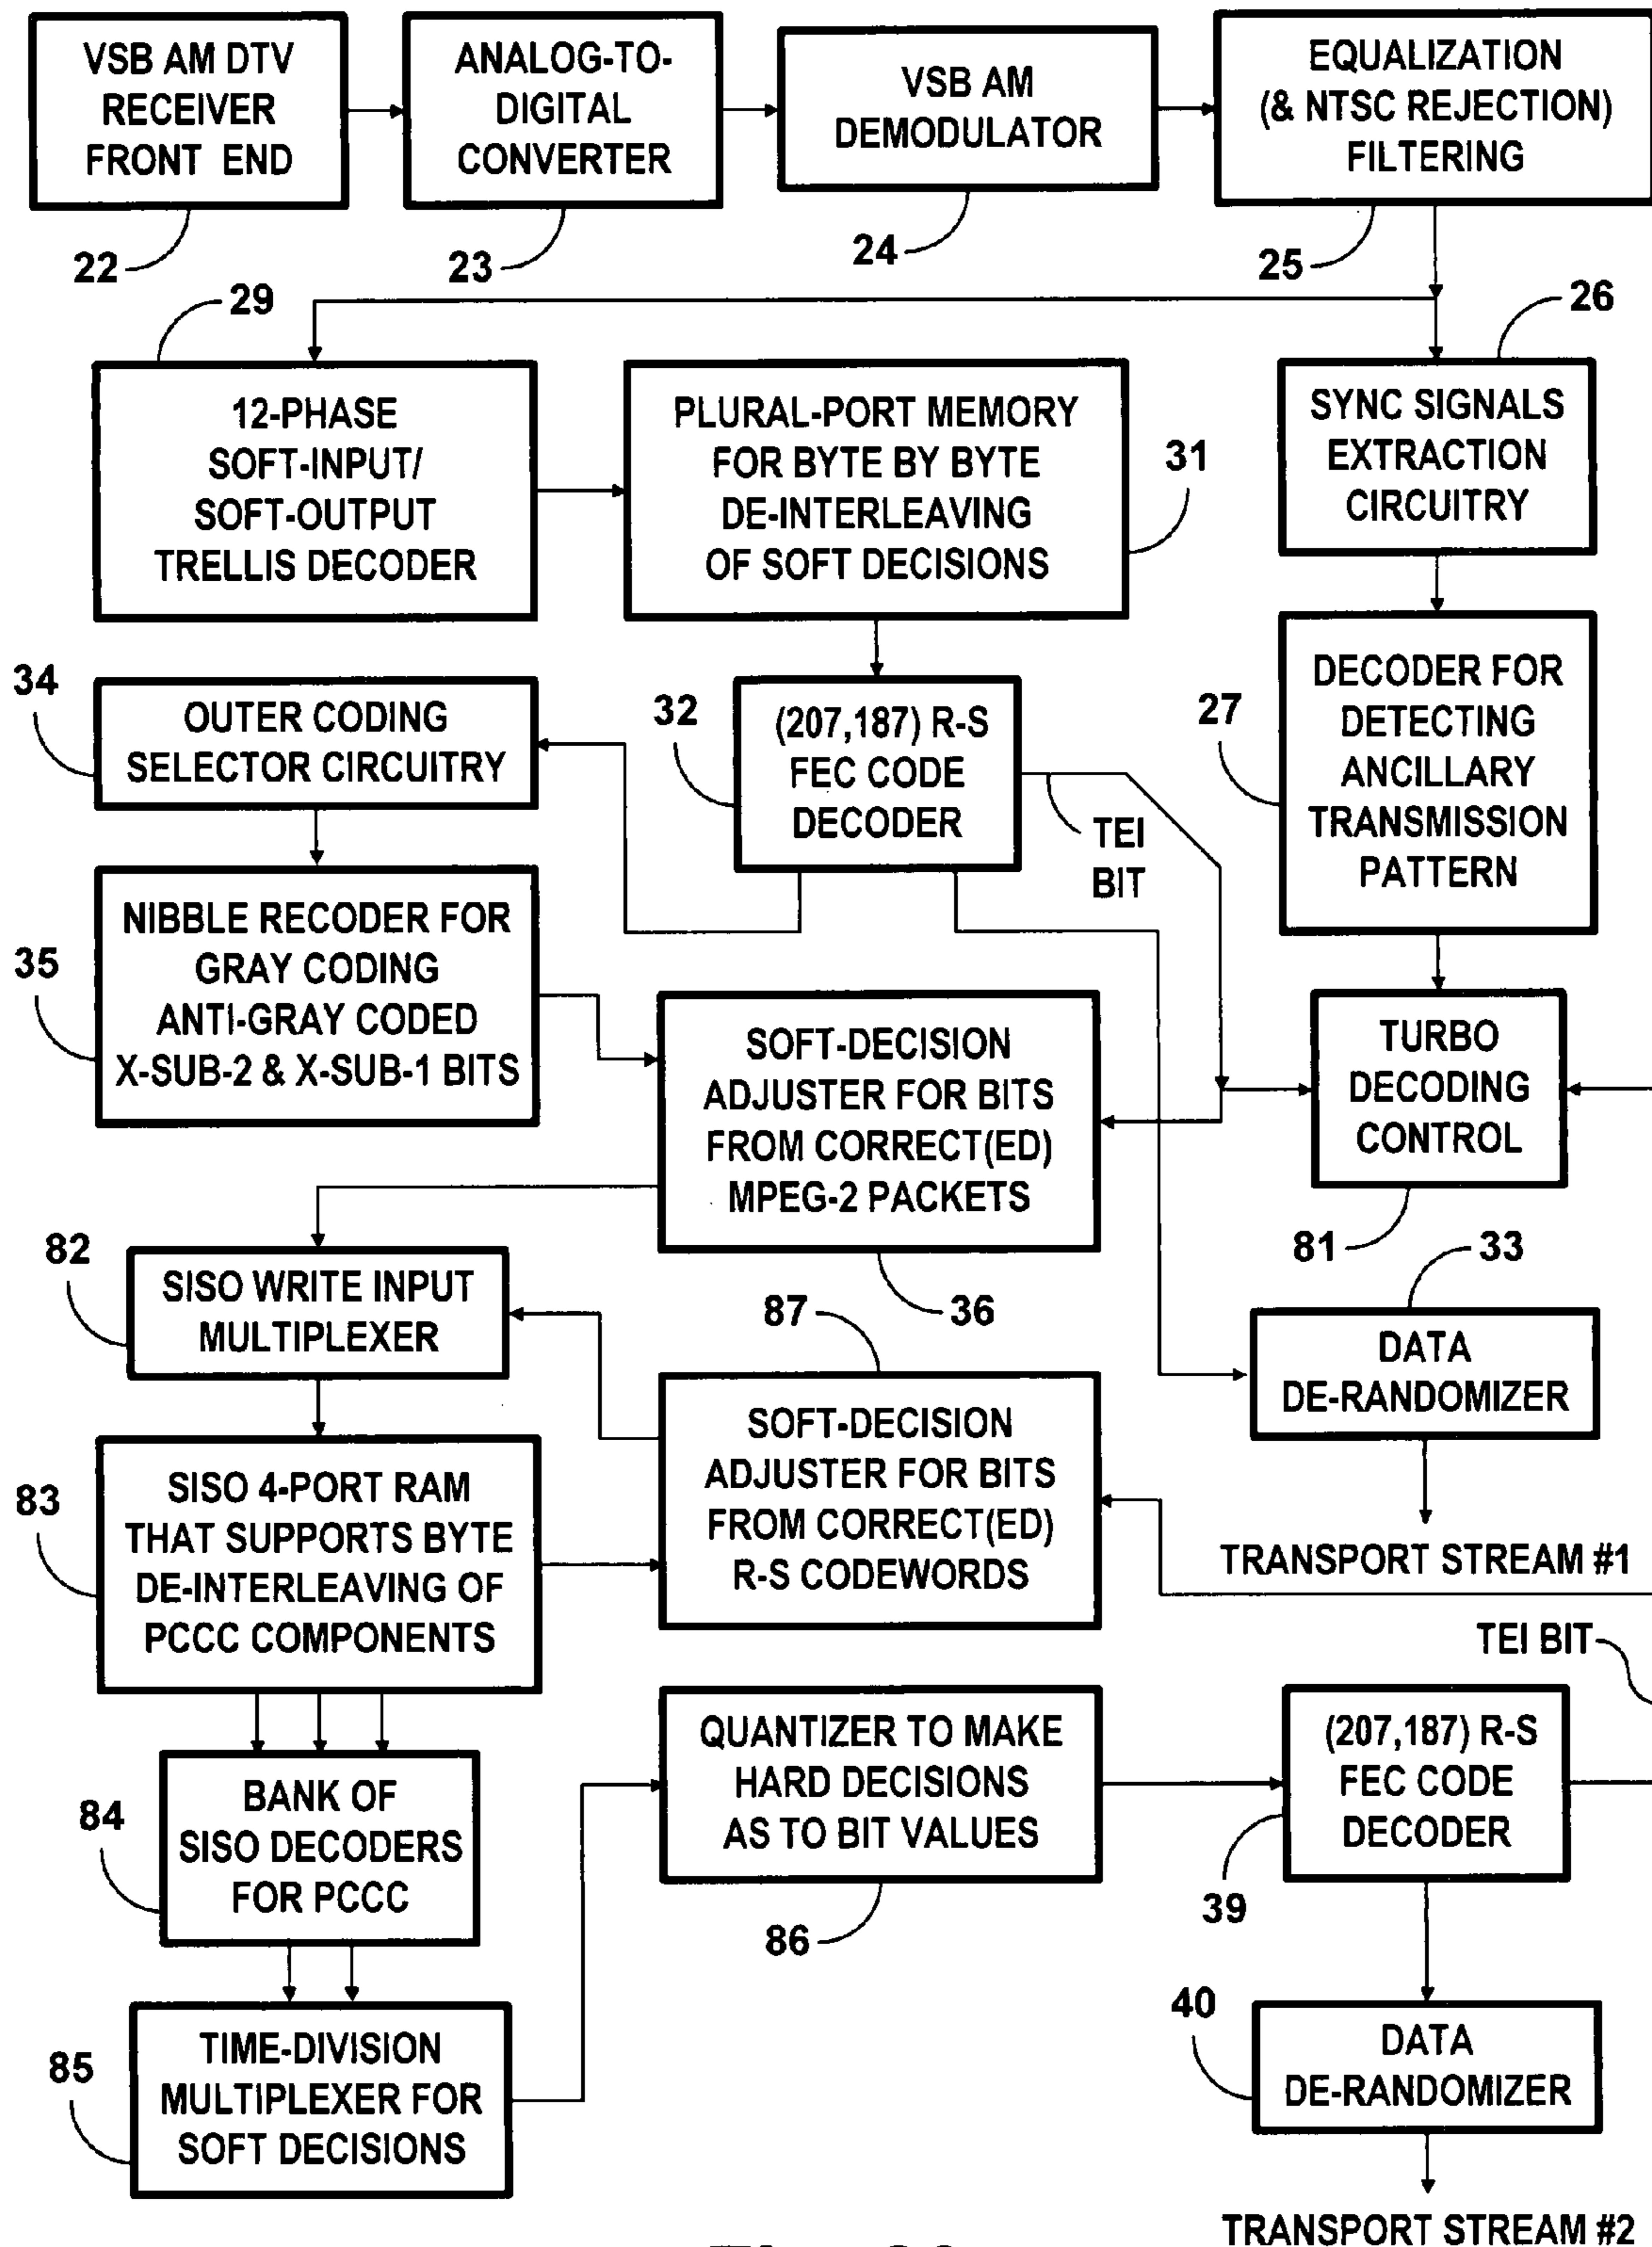 VSB AM DTV
RECEIVER
FRONT END
22
ANALOG-TO-
DIGITAL
CONVERTER
23
VSB AM
DEMODULATOR
24
EQUALIZATION
(& NTSC REJECTION)
FILTERING
25
29
26
12-PHASE
SOFT-INPUT/
SOFT-OUTPUT
TRELLIS DECODER
PLURAL-PORT MEMORY
FOR BYTE BY BYTE
DE-INTERLEAVING
OF SOFT DECISIONS
31
SYNC SIGNALS
EXTRACTION
CIRCUITRY
34
OUTER CODING
SELECTOR CIRCUITRY
32
(207,187) R-S
FEC CODE
DECODER
TEI
BIT
27
DECODER FOR
DETECTING
ANCILLARY
TRANSMISSION
PATTERN
35
NIBBLE RECODER FOR
GRAY CODING
ANTI-GRAY CODED
X-SUB-2 & X-SUB-1 BITS
SOFT-DECISION
ADJUSTER FOR BITS
FROM CORRECT(ED)
MPEG-2 PACKETS
36
TURBO
DECODING
CONTROL
81
82
SISO WRITE INPUT
MULTIPLEXER
87
33
DATA
DE-RANDOMIZER
TRANSPORT STREAM #1
83
SISO 4-PORT RAM
THAT SUPPORTS BYTE
DE-INTERLEAVING OF
PCCC COMPONENTS
SOFT-DECISION
ADJUSTER FOR BITS
FROM CORRECT(ED)
R-S CODEWORDS
TEI BIT
84
BANK OF
SISO DECODERS
FOR PCCC
QUANTIZER TO MAKE
HARD DECISIONS
AS TO BIT VALUES
86
(207,187) R-S
FEC CODE
DECODER
39
85
TIME-DIVISION
MULTIPLEXER FOR
SOFT DECISIONS
40
DATA
DE-RANDOMIZER
TRANSPORT STREAM #2